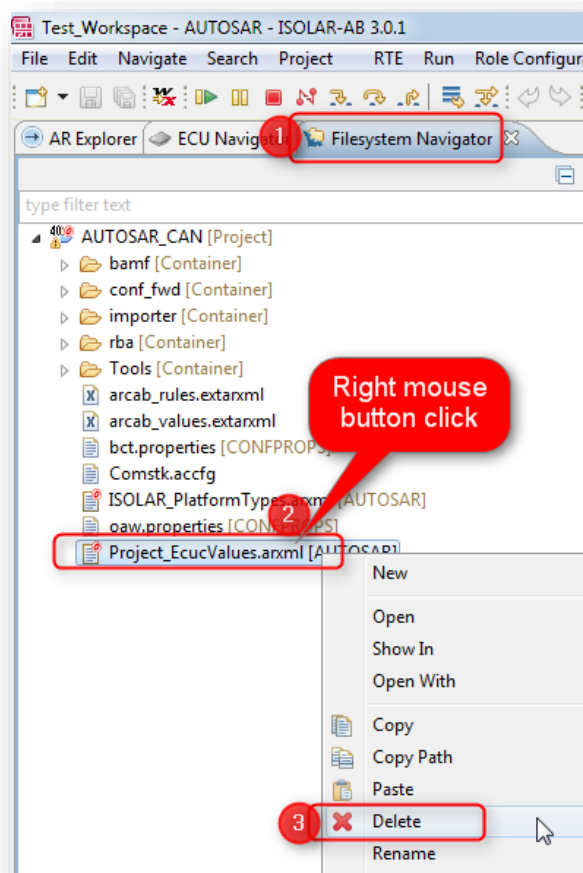 Test_Workspace - AUTOSAR - ISOLAR-AB 3.0.1
File Edit Navigate Search Project RTE Run Role Configur
AR Explorer ECU Navigat 1 Filesystem Navigator
type filter text
AUTOSAR_CAN [Project]
bamf [Container]
conf_fwd [Container]
importer [Container]
rba [Container]
Tools [Container]
arcab_rules.extarxml
arcab_values.extarxml
bct.properties [CONFPROPS]
Comstk.accfg
ISOLAR_PlatformTypes.arxml [AUTOSAR]
oaw.properties [CONFPROPS]
Project_EcucValues.arxml [AUTOSAR]
Right mouse
button click
2
New
Open
Show In
Open With
Copy
Copy Path
Paste
3 Delete
Rename